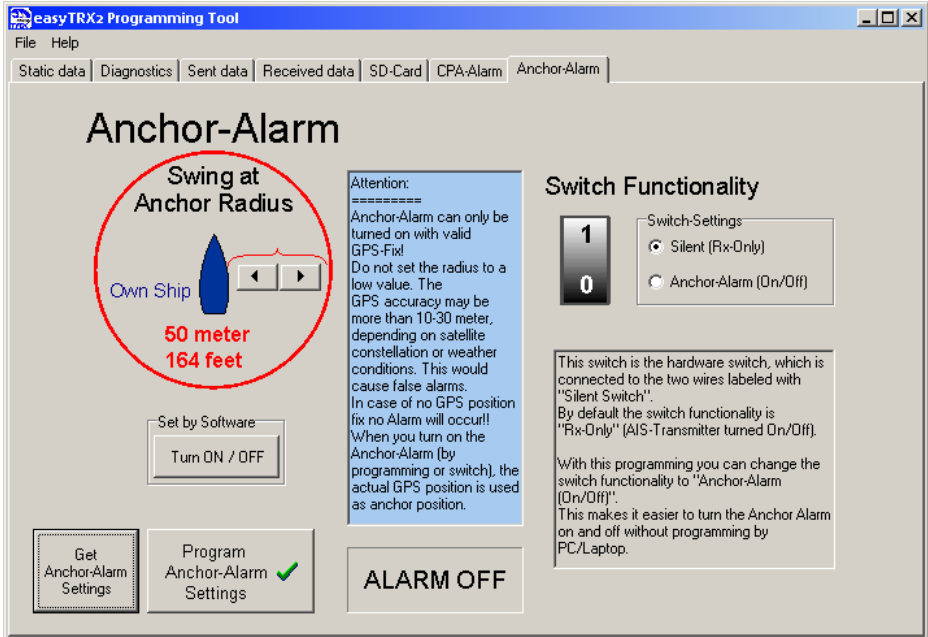 easyTRX2 Programming Tool
File Help
Static data Diagnostics Sent data Received data SD-Card CPA-Alarm Anchor-Alarm
Anchor-Alarm
Swing at
Anchor Radius
Own Ship
50 meter
164 feet
Set by Software
Turn ON / OFF
Get
Anchor-Alarm
Settings
Program
Anchor-Alarm
Settings
Attention:
=========
Anchor-Alarm can only be
turned on with valid
GPS-Fix!
Do not set the radius to a
low value. The
GPS accuracy may be
more than 10-30 meter,
depending on satellite
constellation or weather
conditions. This would
cause false alarms.
In case of no GPS position
fix no Alarm will occur!!
When you turn on the
Anchor-Alarm (by
programming or switch), the
actual GPS position is used
as anchor position.
ALARM OFF
Switch Functionality
1
0
Switch-Settings
Silent (Rx-Only)
Anchor-Alarm (On/Off)
This switch is the hardware switch, which is
connected to the two wires labeled with
"Silent Switch".
By default the switch functionality is
"Rx-Only" (AIS-Transmitter turned On/Off).
With this programming you can change the
switch functionality to "Anchor-Alarm
(On/Off)".
This makes it easier to turn the Anchor Alarm
on and off without programming by
PC/Laptop.